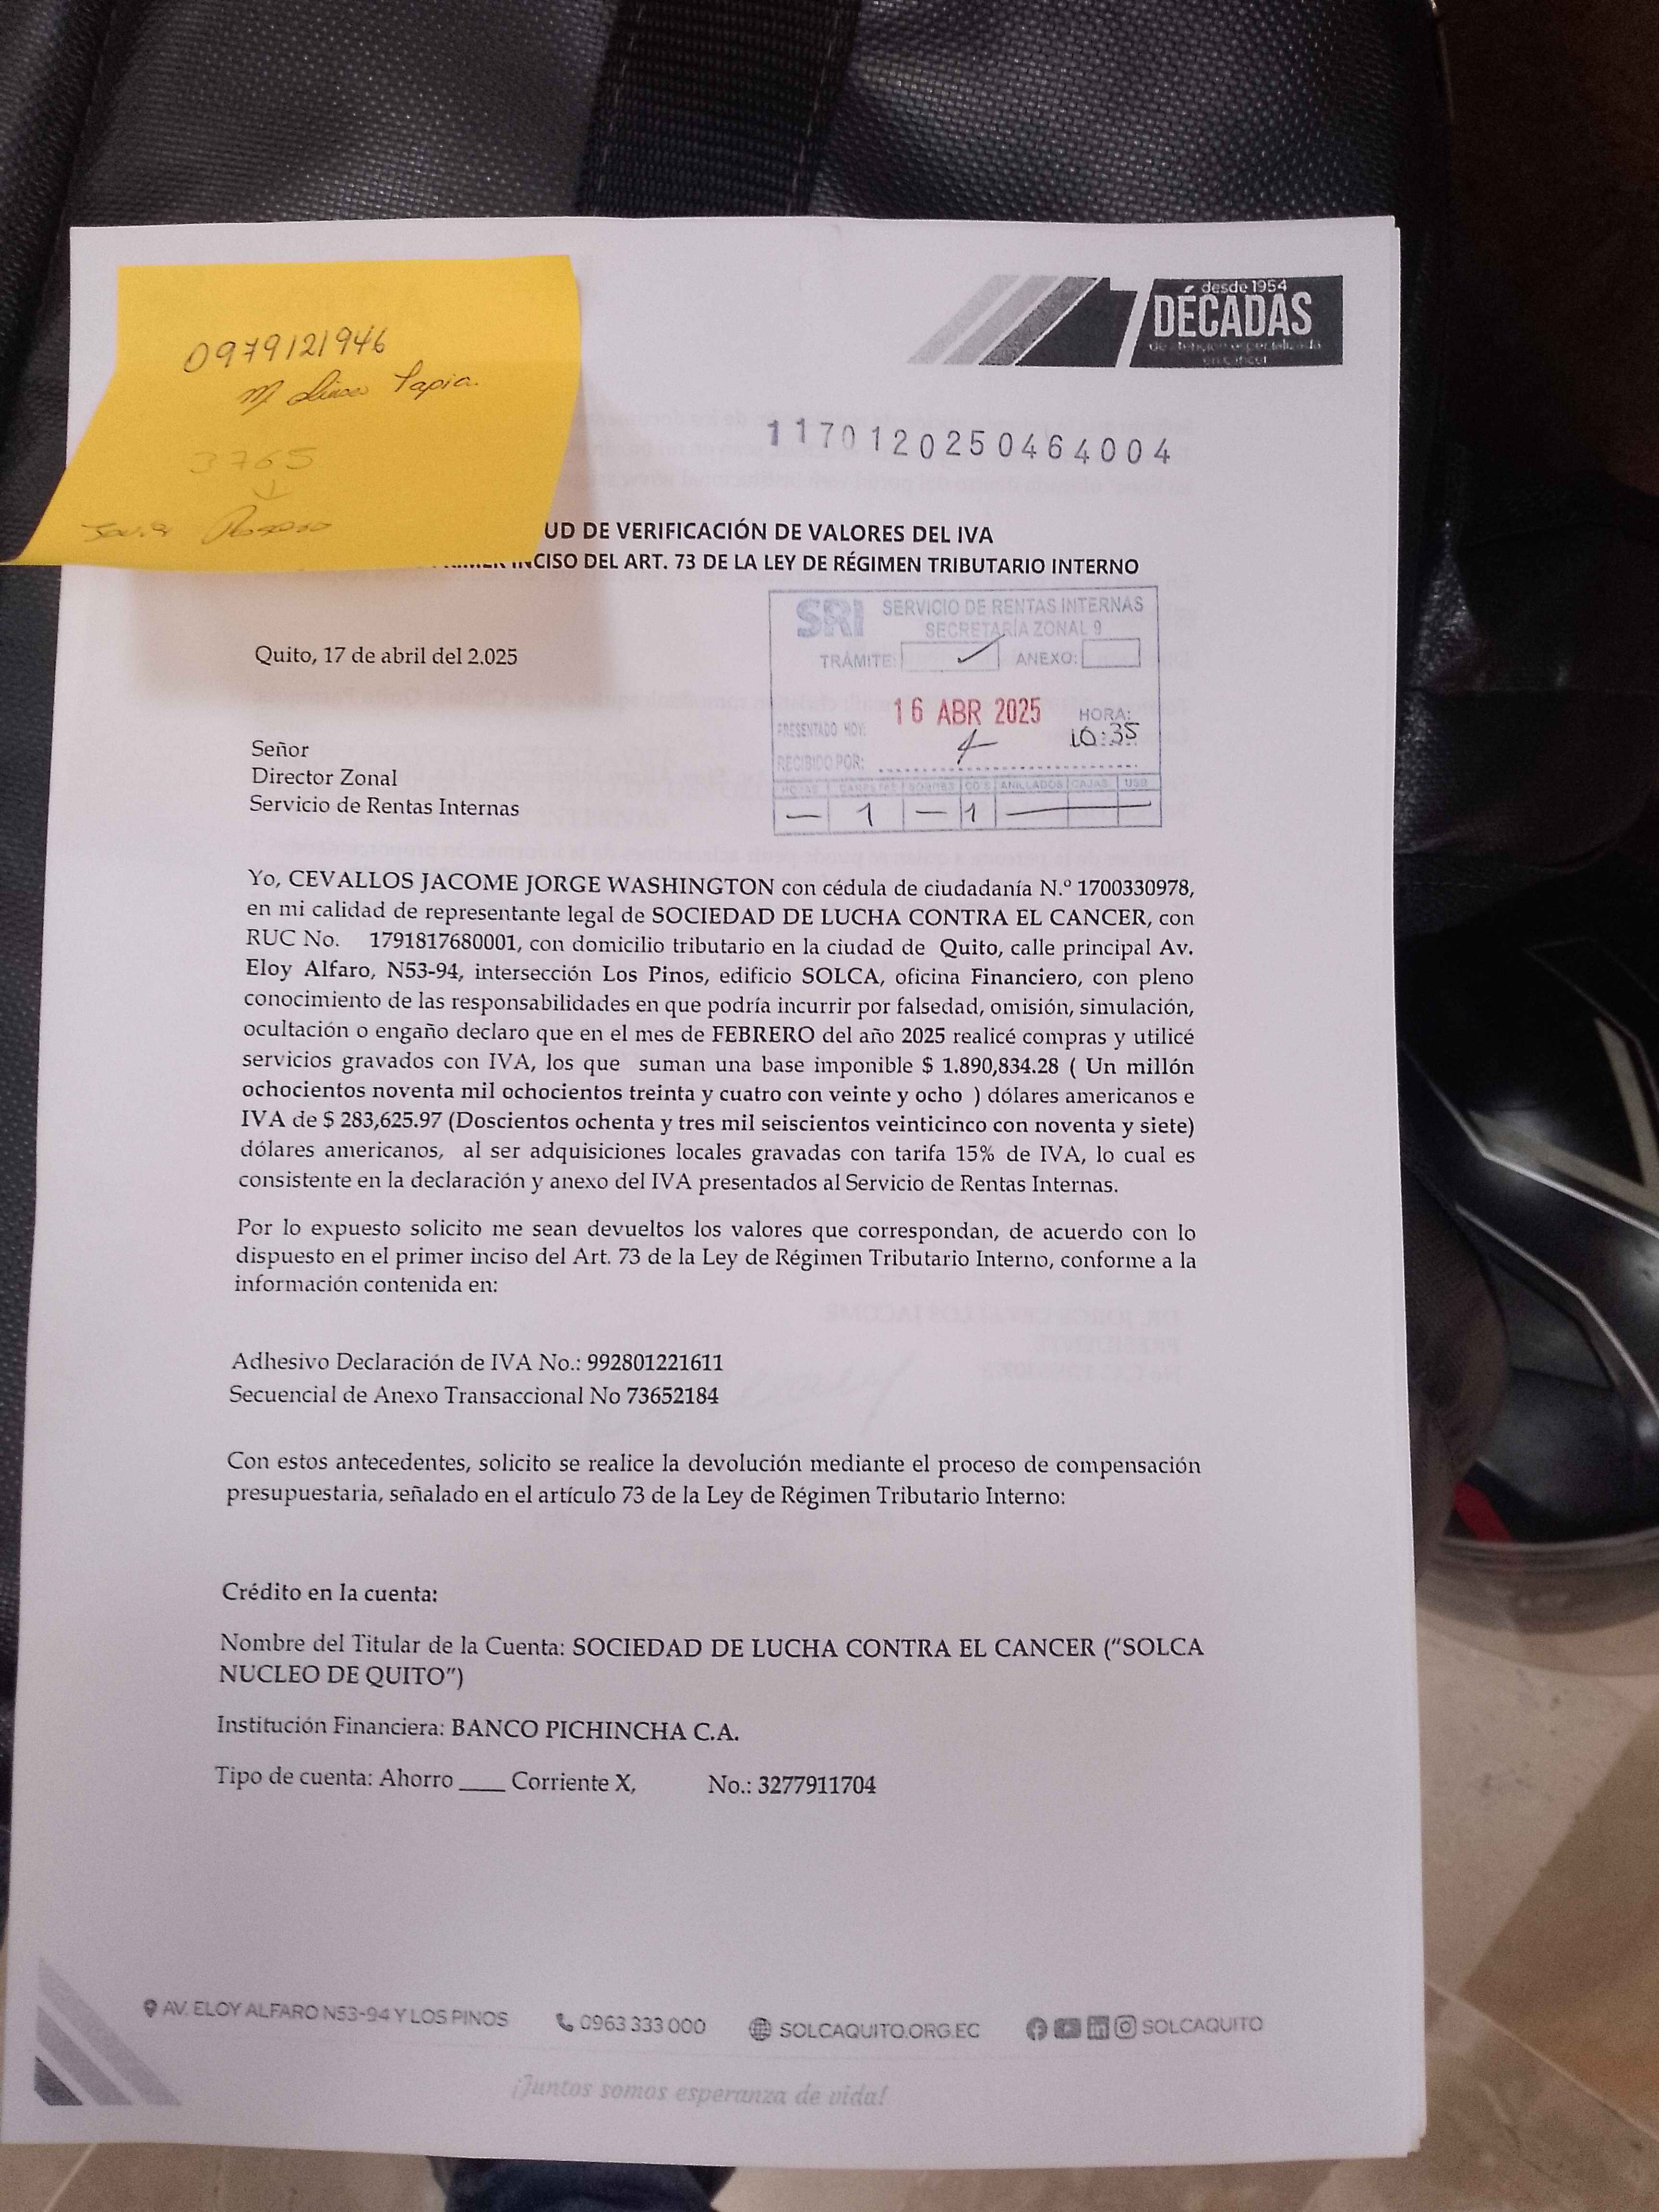 0979121946
Tapia.
3765
desde 1954
DÉCADAS
de atención especializada
en cáncer
1170120250464004
UD DE VERIFICACIÓN DE VALORES DEL IVA
PRIMER INCISO DEL ART. 73 DE LA LEY DE RÉGIMEN TRIBUTARIO INTERNO
SRI SERVICIO DE RENTAS INTERNAS
SECRETARÍA ZONAL 9
TRÁMITE: ✓ ANEXO:
16 ABR 2025
PRESENTADO HOY: HORA: 10:35
RECIBIDO POR:
HOJAS CARPETAS SOBRES CD'S ANILLADOS CAJAS USB
— 1 — 1 —
Quito, 17 de abril del 2.025
Señor
Director Zonal
Servicio de Rentas Internas
Yo, CEVALLOS JACOME JORGE WASHINGTON con cédula de ciudadanía N.º 1700330978,
en mi calidad de representante legal de SOCIEDAD DE LUCHA CONTRA EL CANCER, con
RUC No. 1791817680001, con domicilio tributario en la ciudad de Quito, calle principal Av.
Eloy Alfaro, N53-94, intersección Los Pinos, edificio SOLCA, oficina Financiero, con pleno
conocimiento de las responsabilidades en que podría incurrir por falsedad, omisión, simulación,
ocultación o engaño declaro que en el mes de FEBRERO del año 2025 realicé compras y utilicé
servicios gravados con IVA, los que suman una base imponible $ 1.890,834.28 ( Un millón
ochocientos noventa mil ochocientos treinta y cuatro con veinte y ocho ) dólares americanos e
IVA de $ 283,625.97 (Doscientos ochenta y tres mil seiscientos veinticinco con noventa y siete)
dólares americanos, al ser adquisiciones locales gravadas con tarifa 15% de IVA, lo cual es
consistente en la declaración y anexo del IVA presentados al Servicio de Rentas Internas.
Por lo expuesto solicito me sean devueltos los valores que correspondan, de acuerdo con lo
dispuesto en el primer inciso del Art. 73 de la Ley de Régimen Tributario Interno, conforme a la
información contenida en:
Adhesivo Declaración de IVA No.: 992801221611
Secuencial de Anexo Transaccional No 73652184
Con estos antecedentes, solicito se realice la devolución mediante el proceso de compensación
presupuestaria, señalado en el artículo 73 de la Ley de Régimen Tributario Interno:
Crédito en la cuenta:
Nombre del Titular de la Cuenta: SOCIEDAD DE LUCHA CONTRA EL CANCER ("SOLCA
NUCLEO DE QUITO")
Institución Financiera: BANCO PICHINCHA C.A.
Tipo de cuenta: Ahorro ____ Corriente X, No.: 3277911704
AV. ELOY ALFARO N53-94 Y LOS PINOS 0963 333 000 SOLCAQUITO.ORG.EC SOLCAQUITO
¡Juntos somos esperanza de vida!